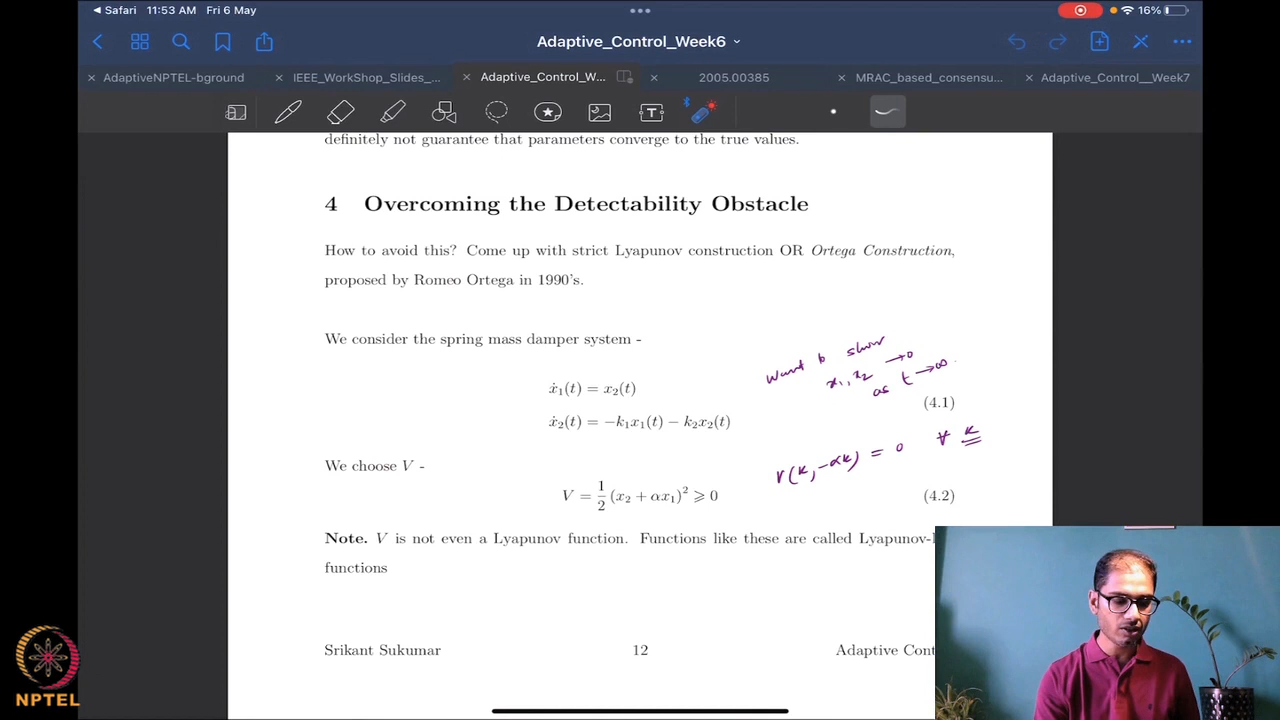 Safari 11:53 AM Fri 6 May 16%
Adaptive_Control_Week6
AdaptiveNPTEL-bground IEEE_WorkShop_Slides_... Adaptive_Control_W... 2005.00385 MRAC_based_consensu... Adaptive_Control__Week7
definitely not guarantee that parameters converge to the true values.
4 Overcoming the Detectability Obstacle
How to avoid this? Come up with strict Lyapunov construction OR Ortega Construction,
proposed by Romeo Ortega in 1990's.
We consider the spring mass damper system -
want to show
x₁, x₂ → 0
as t → ∞
ẋ₁(t) = x₂(t)
(4.1)
ẋ₂(t) = −k₁x₁(t) − k₂x₂(t)
V(k, −αk) = 0 ∀ k
We choose V -
V = 1/2 (x₂ + αx₁)² ⩾ 0 (4.2)
Note. V is not even a Lyapunov function. Functions like these are called Lyapunov-l
functions
Srikant Sukumar 12 Adaptive Cont
NPTEL